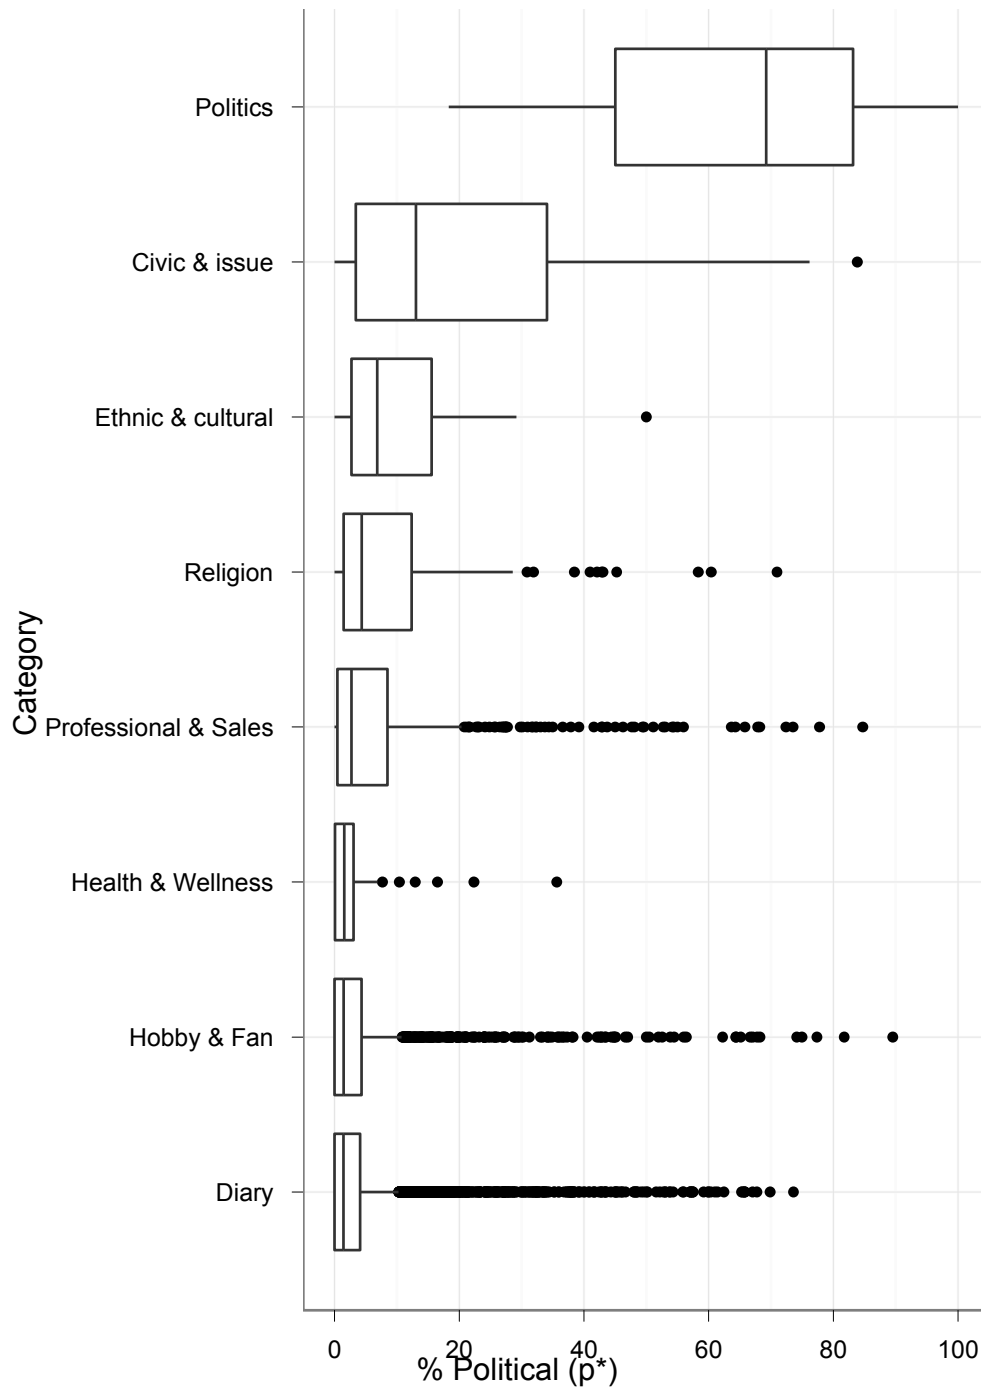 Politics
Civic & issue
Ethnic & cultural
Religion
Professional & Sales
Health & Wellness
Hobby & Fan
Diary
Category
0 20 40 60 80 100
% Political (p*)